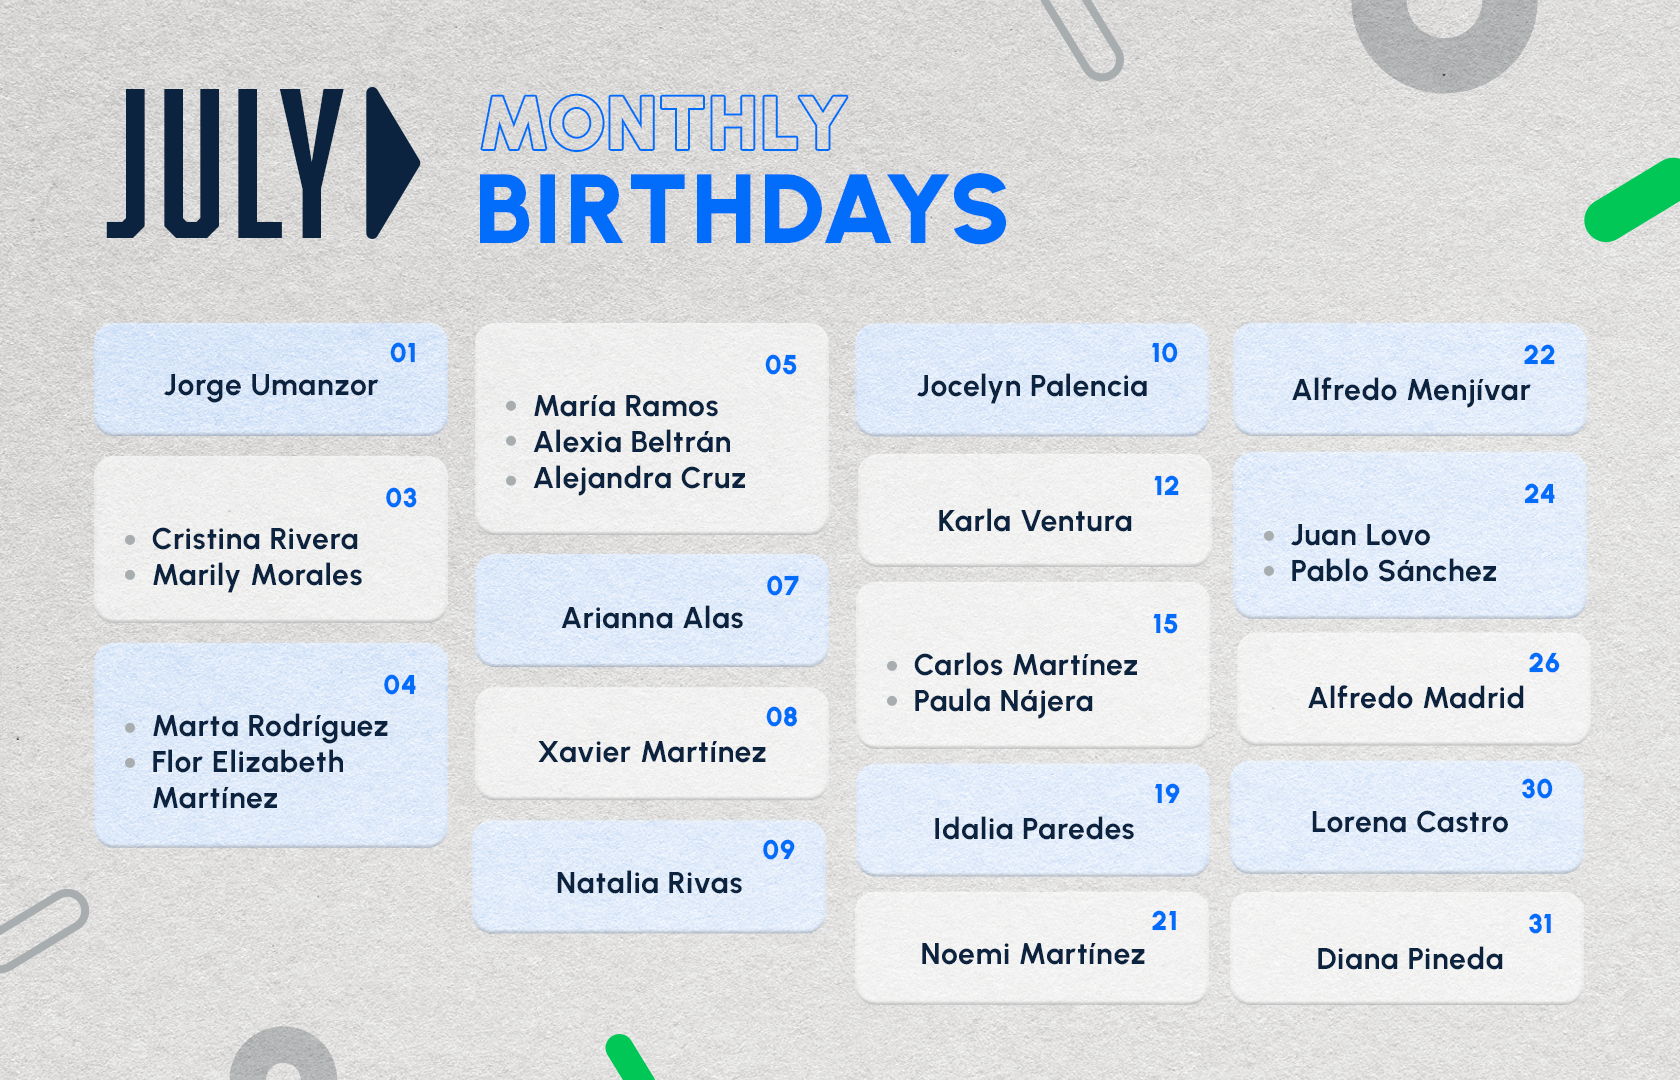 JULY
MONTHLY
BIRTHDAYS
01
Jorge Umanzor
03
Cristina Rivera
Marily Morales
04
Marta Rodríguez
Flor Elizabeth
Martínez
05
María Ramos
Alexia Beltrán
Alejandra Cruz
07
Arianna Alas
08
Xavier Martínez
09
Natalia Rivas
10
Jocelyn Palencia
12
Karla Ventura
15
Carlos Martínez
Paula Nájera
19
Idalia Paredes
21
Noemi Martínez
22
Alfredo Menjívar
24
Juan Lovo
Pablo Sánchez
26
Alfredo Madrid
30
Lorena Castro
31
Diana Pineda